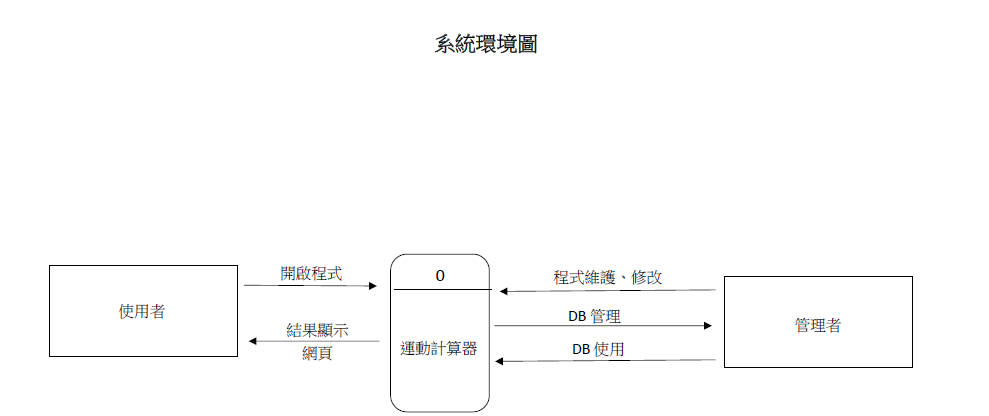 系統環境圖
開啟程式
0
程式維護、修改
使用者
DB 管理
管理者
結果顯示
網頁
運動計算器
DB 使用